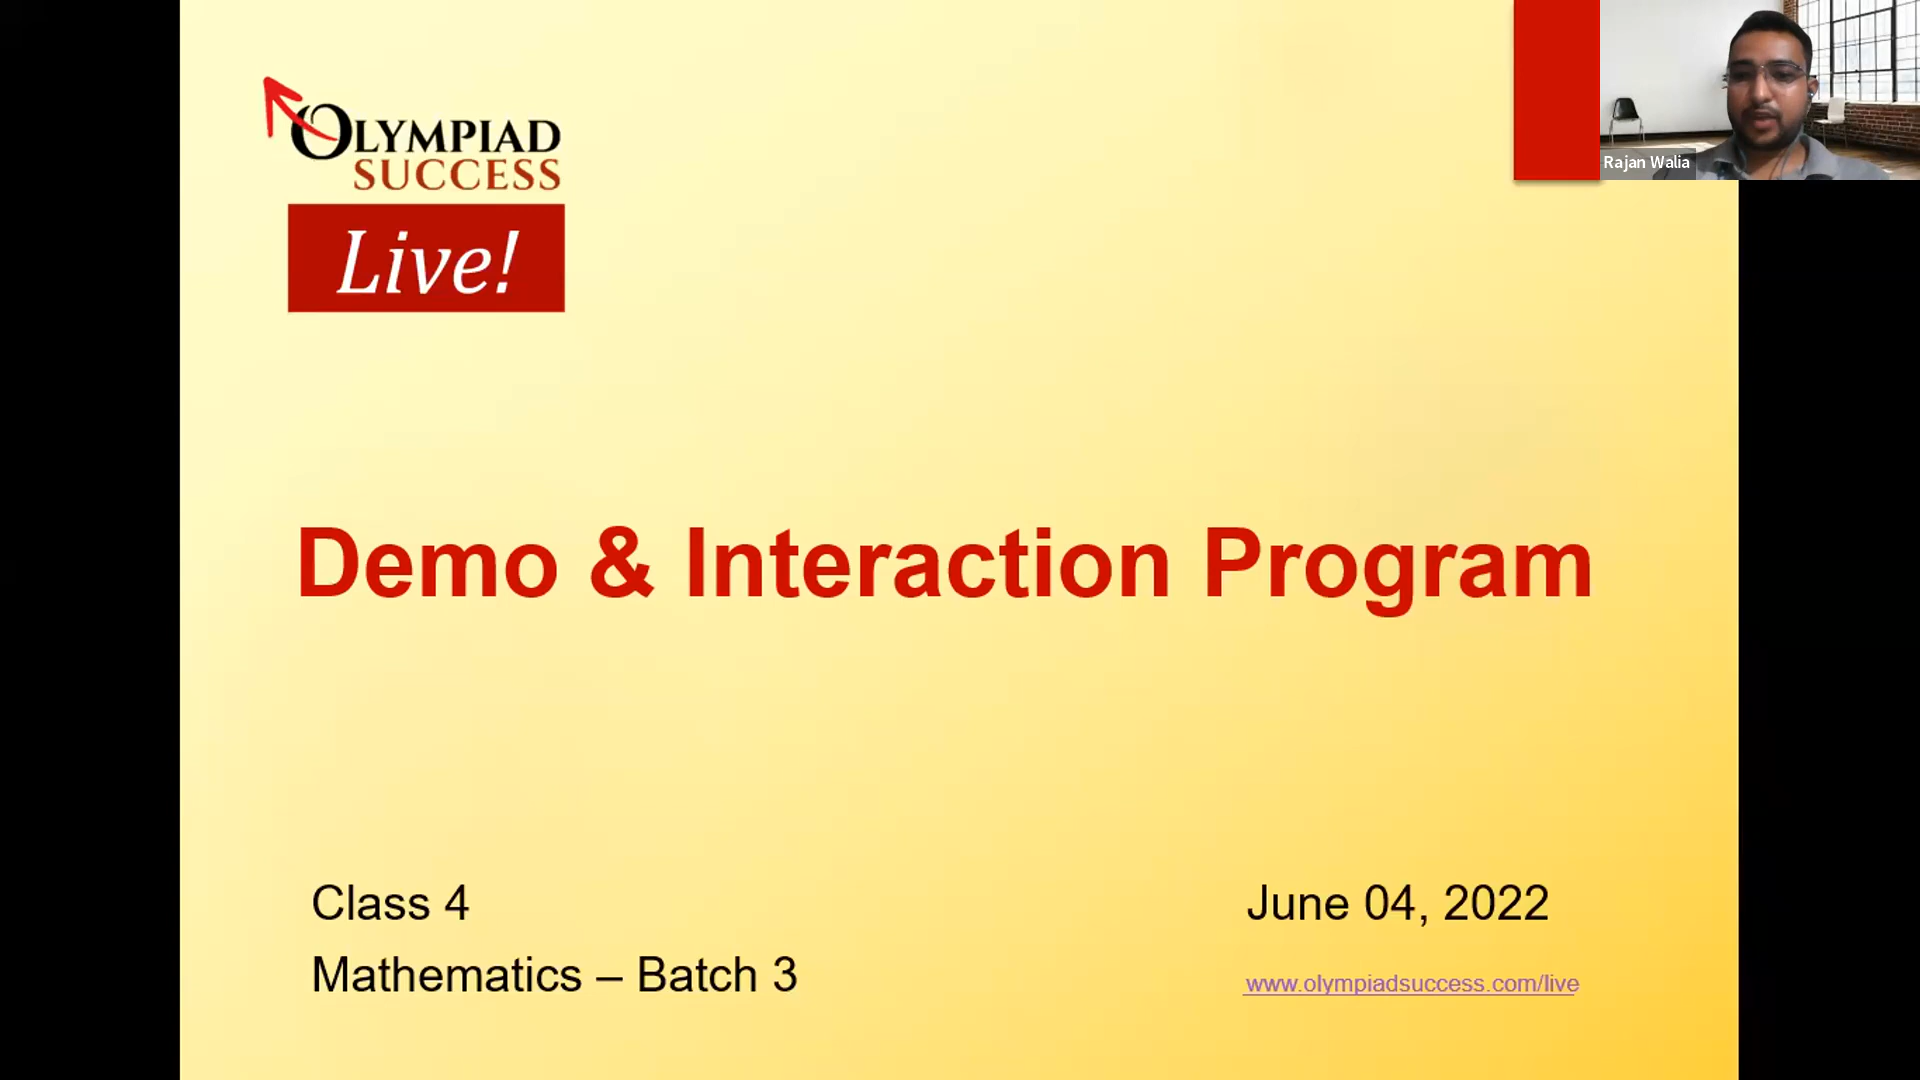 OLYMPIAD
SUCCESS
Live!
Rajan Walia
Demo & Interaction Program
Class 4
June 04, 2022
Mathematics – Batch 3
www.olympiadsuccess.com/live